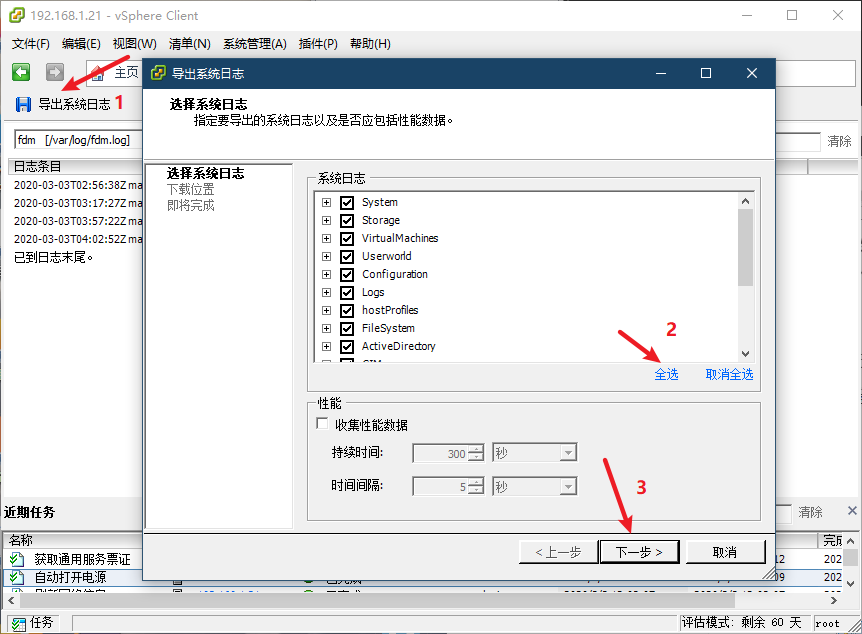 192.168.1.21 - vSphere Client
文件(F) 编辑(E) 视图(W) 清单(N) 系统管理(A) 插件(P) 帮助(H)
主页
导出系统日志 1
fdm [/var/log/fdm.log]
清除
日志条目
2020-03-03T02:56:38Z ma
2020-03-03T03:17:27Z ma
2020-03-03T03:57:22Z ma
2020-03-03T04:02:52Z ma
已到日志末尾。
导出系统日志
选择系统日志
指定要导出的系统日志以及是否应包括性能数据。
选择系统日志
下载位置
即将完成
系统日志
System
Storage
VirtualMachines
Userworld
Configuration
Logs
hostProfiles
FileSystem
ActiveDirectory
2
全选 取消全选
性能
收集性能数据
持续时间: 300 秒
时间间隔: 5 秒
3
< 上一步 下一步 > 取消
近期任务
清除
名称
完成
获取通用服务票证
12 202
自动打开电源
09 202
任务
评估模式: 剩余 60 天 root